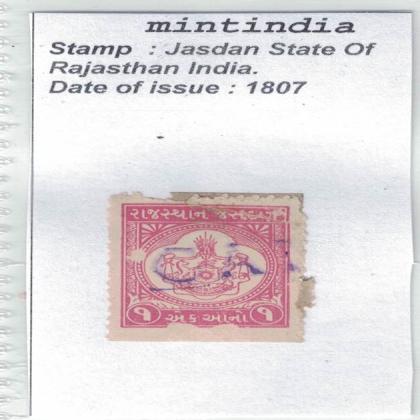 mintindia
Stamp : Jasdan State Of
Rajasthan India.
Date of issue : 1807
રાજસ્થાન જસદણ
૧ એક આનો ૧